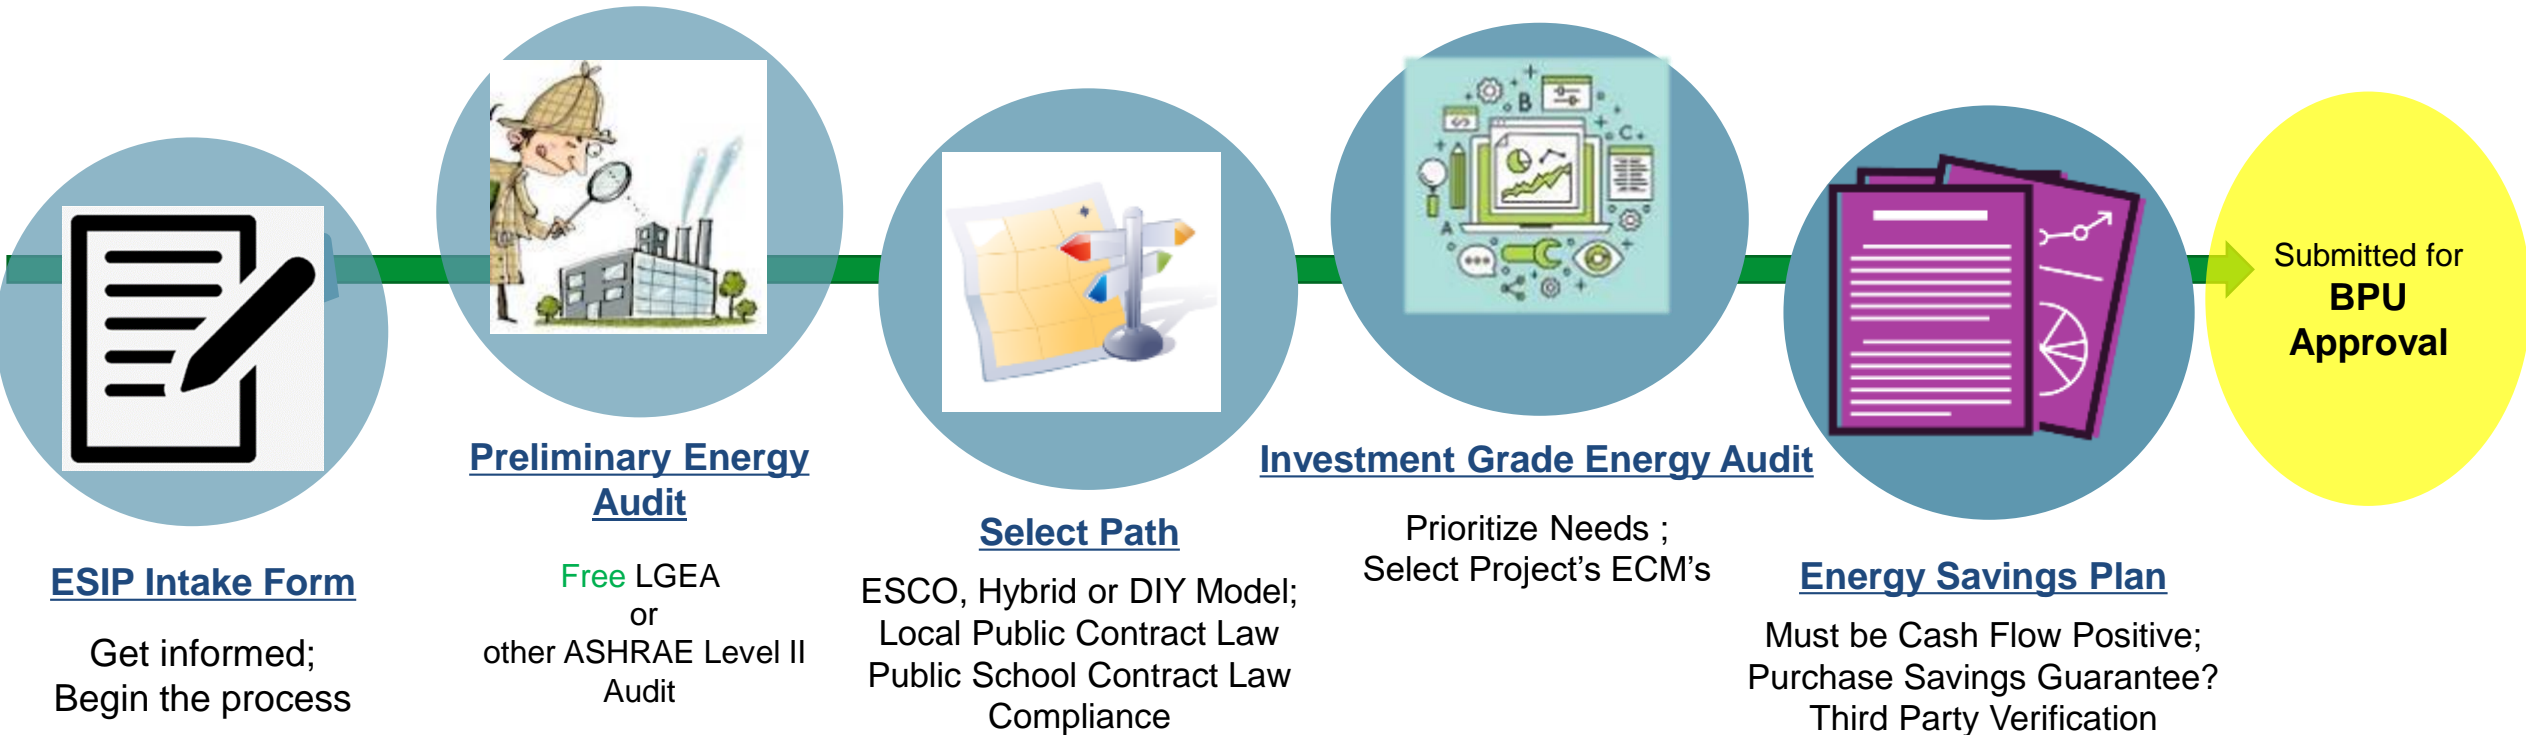 ESIP Intake Form
Get informed;
Begin the process
Preliminary Energy
Audit
Free LGEA
or
other ASHRAE Level II
Audit
Select Path
ESCO, Hybrid or DIY Model;
Local Public Contract Law
Public School Contract Law
Compliance
B
C
A
Investment Grade Energy Audit
Prioritize Needs ;
Select Project's ECM's
Energy Savings Plan
Must be Cash Flow Positive;
Purchase Savings Guarantee?
Third Party Verification
Submitted for
BPU
Approval